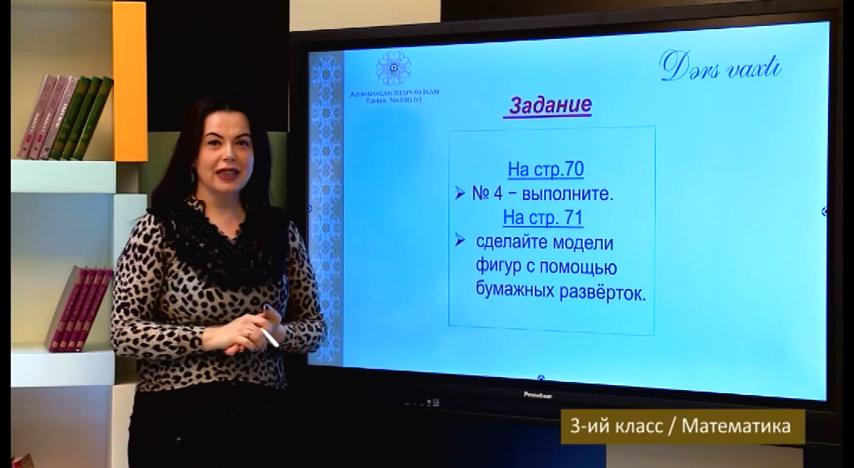 Dərs vaxtı
AZƏRBAYCAN RESPUBLİKASI
TƏHSİL NAZİRLİYİ
Задание
На стр.70
➢ № 4 – выполните.
На стр. 71
➢ сделайте модели
фигур с помощью
бумажных развёрток.
Promethean
3-ий класс / Математика